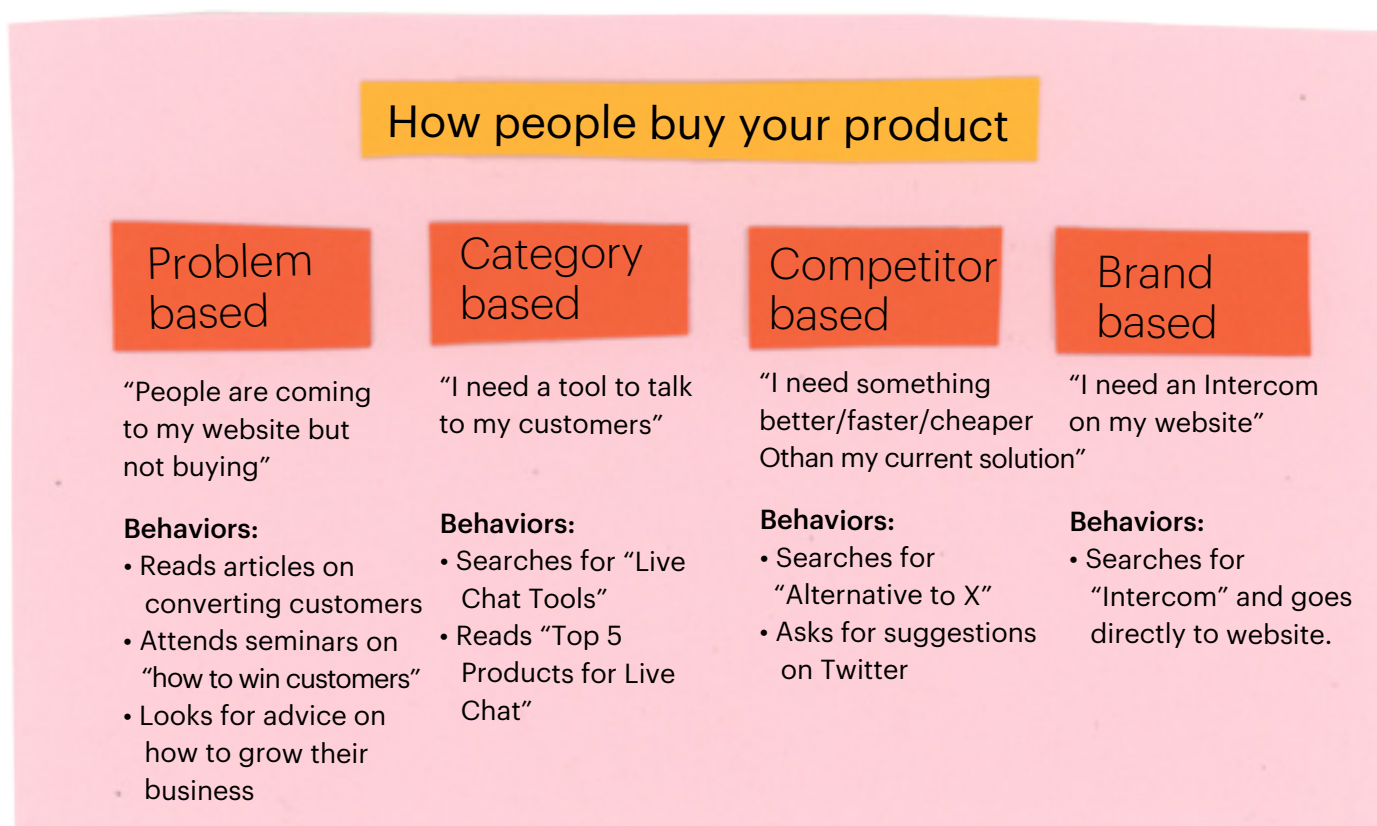 How people buy your product
Problem
based
“People are coming
to my website but
not buying”
Behaviors:
• Reads articles on
converting customers
• Attends seminars on
“how to win customers”
• Looks for advice on
how to grow their
business
Category
based
“I need a tool to talk
to my customers”
Behaviors:
• Searches for “Live
Chat Tools”
• Reads “Top 5
Products for Live
Chat”
Competitor
based
“I need something
better/faster/cheaper
Othan my current solution”
Behaviors:
• Searches for
“Alternative to X”
• Asks for suggestions
on Twitter
Brand
based
“I need an Intercom
on my website”
Behaviors:
• Searches for
“Intercom” and goes
directly to website.